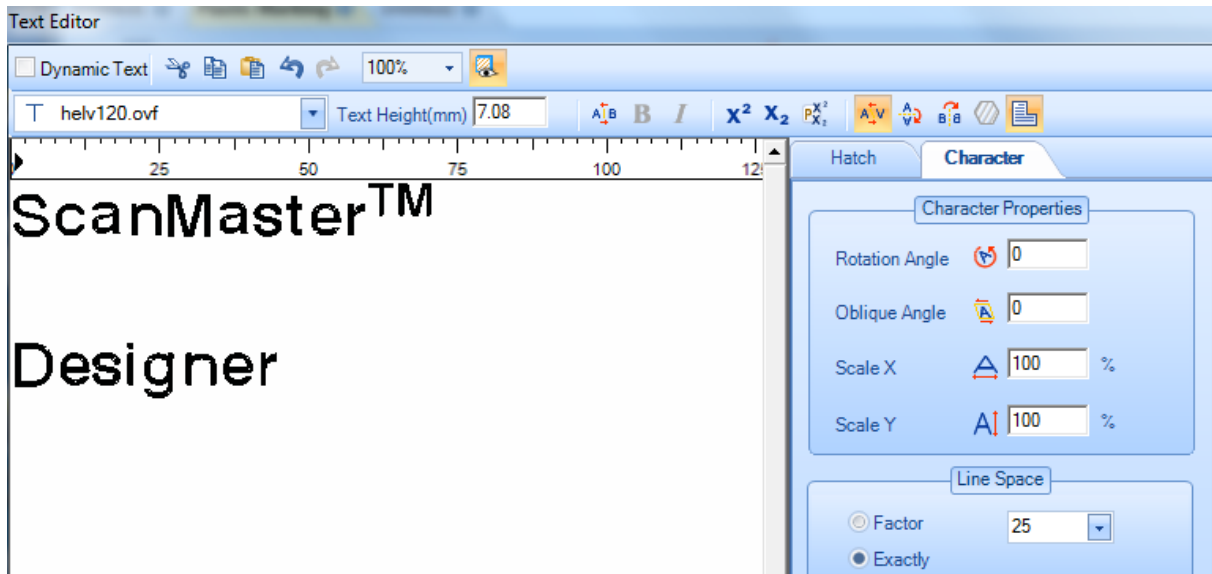 Text Editor
Dynamic Text 100%
helv120.ovf Text Height(mm) 7.08 A B B I X² X₂ PX²X₂ A V A V B B
25 50 75 100 12
Hatch Character
ScanMaster™
Character Properties
Rotation Angle 0
Oblique Angle 0
Designer
Scale X 100 %
Scale Y 100 %
Line Space
Factor 25
Exactly